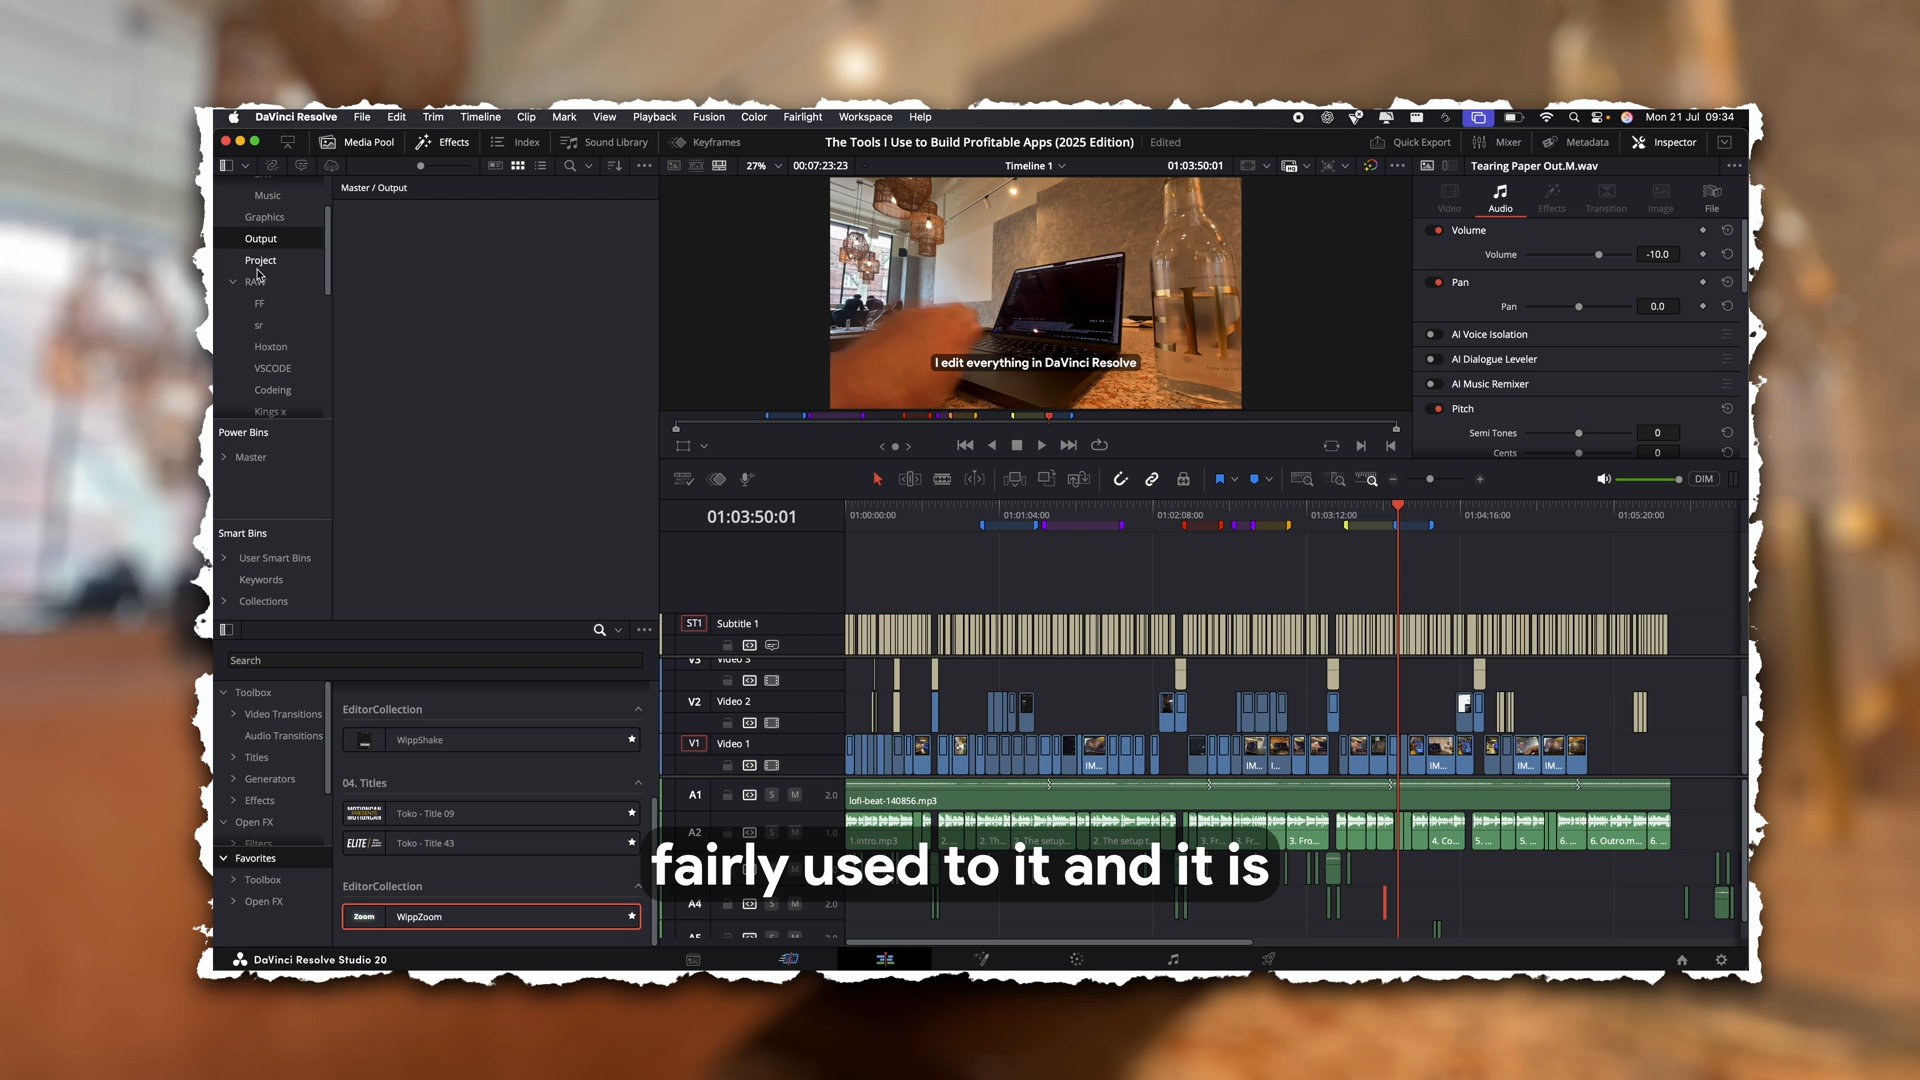 DaVinci Resolve File Edit Trim Timeline Clip Mark View Playback Fusion Color Fairlight Workspace Help Mon 21 Jul 09:34
Media Pool Effects Index Sound Library Keyframes The Tools I Use to Build Profitable Apps (2025 Edition) Edited Quick Export Mixer Metadata Inspector
27% 00:07:23:23 Timeline 1 01:03:50:01 Tearing Paper Out.M.wav
Master / Output
Music
Graphics
Output
Project
RAW
FF
sr
Hoxton
VSCODE
Codeing
Kings x
Power Bins
Master
Smart Bins
User Smart Bins
Keywords
Collections
I edit everything in DaVinci Resolve
Video Audio Effects Transition Image File
Volume
Volume -10.0
Pan
Pan 0.0
AI Voice Isolation
AI Dialogue Leveler
AI Music Remixer
Pitch
Semi Tones 0
Cents 0
DIM
01:03:50:01
01:00:00:00 01:01:04:00 01:02:08:00 01:03:12:00 01:04:16:00 01:05:20:00
ST1 Subtitle 1
V3 Video 3
V2 Video 2
V1 Video 1
IM... IM... I... IM... IM... IM...
A1 S M 2.0
lofi-beat-140856.mp3
A2 S M 1.0
1.intro.mp3 2. ... 2. Th... 2. The setup... 2. The setup t... 3. Fr... 3. Fr... 3. Fro... 4. Co... 5. ... 5. ... 6. ... 6. Outro.m... 6. ...
A4 S M 2.0
A5
Search
Toolbox
Video Transitions
Audio Transitions
Titles
Generators
Effects
Open FX
Filters
Favorites
Toolbox
Open FX
EditorCollection
WippShake
04. Titles
MOTIONCAN PRESENTS Toko - Title 09
ELITE Toko - Title 43
EditorCollection
Zoom WippZoom
fairly used to it and it is
DaVinci Resolve Studio 20